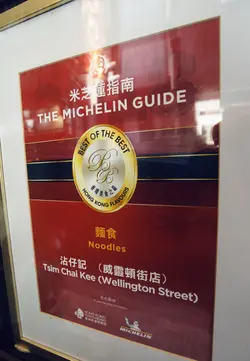 米芝蓮指南
THE MICHELIN GUIDE
BEST OF THE BEST
HONG KONG FLAVOURS
麵食
Noodles
沾仔記 （威靈頓街店）
Tsim Chai Kee (Wellington Street)
MICHELIN